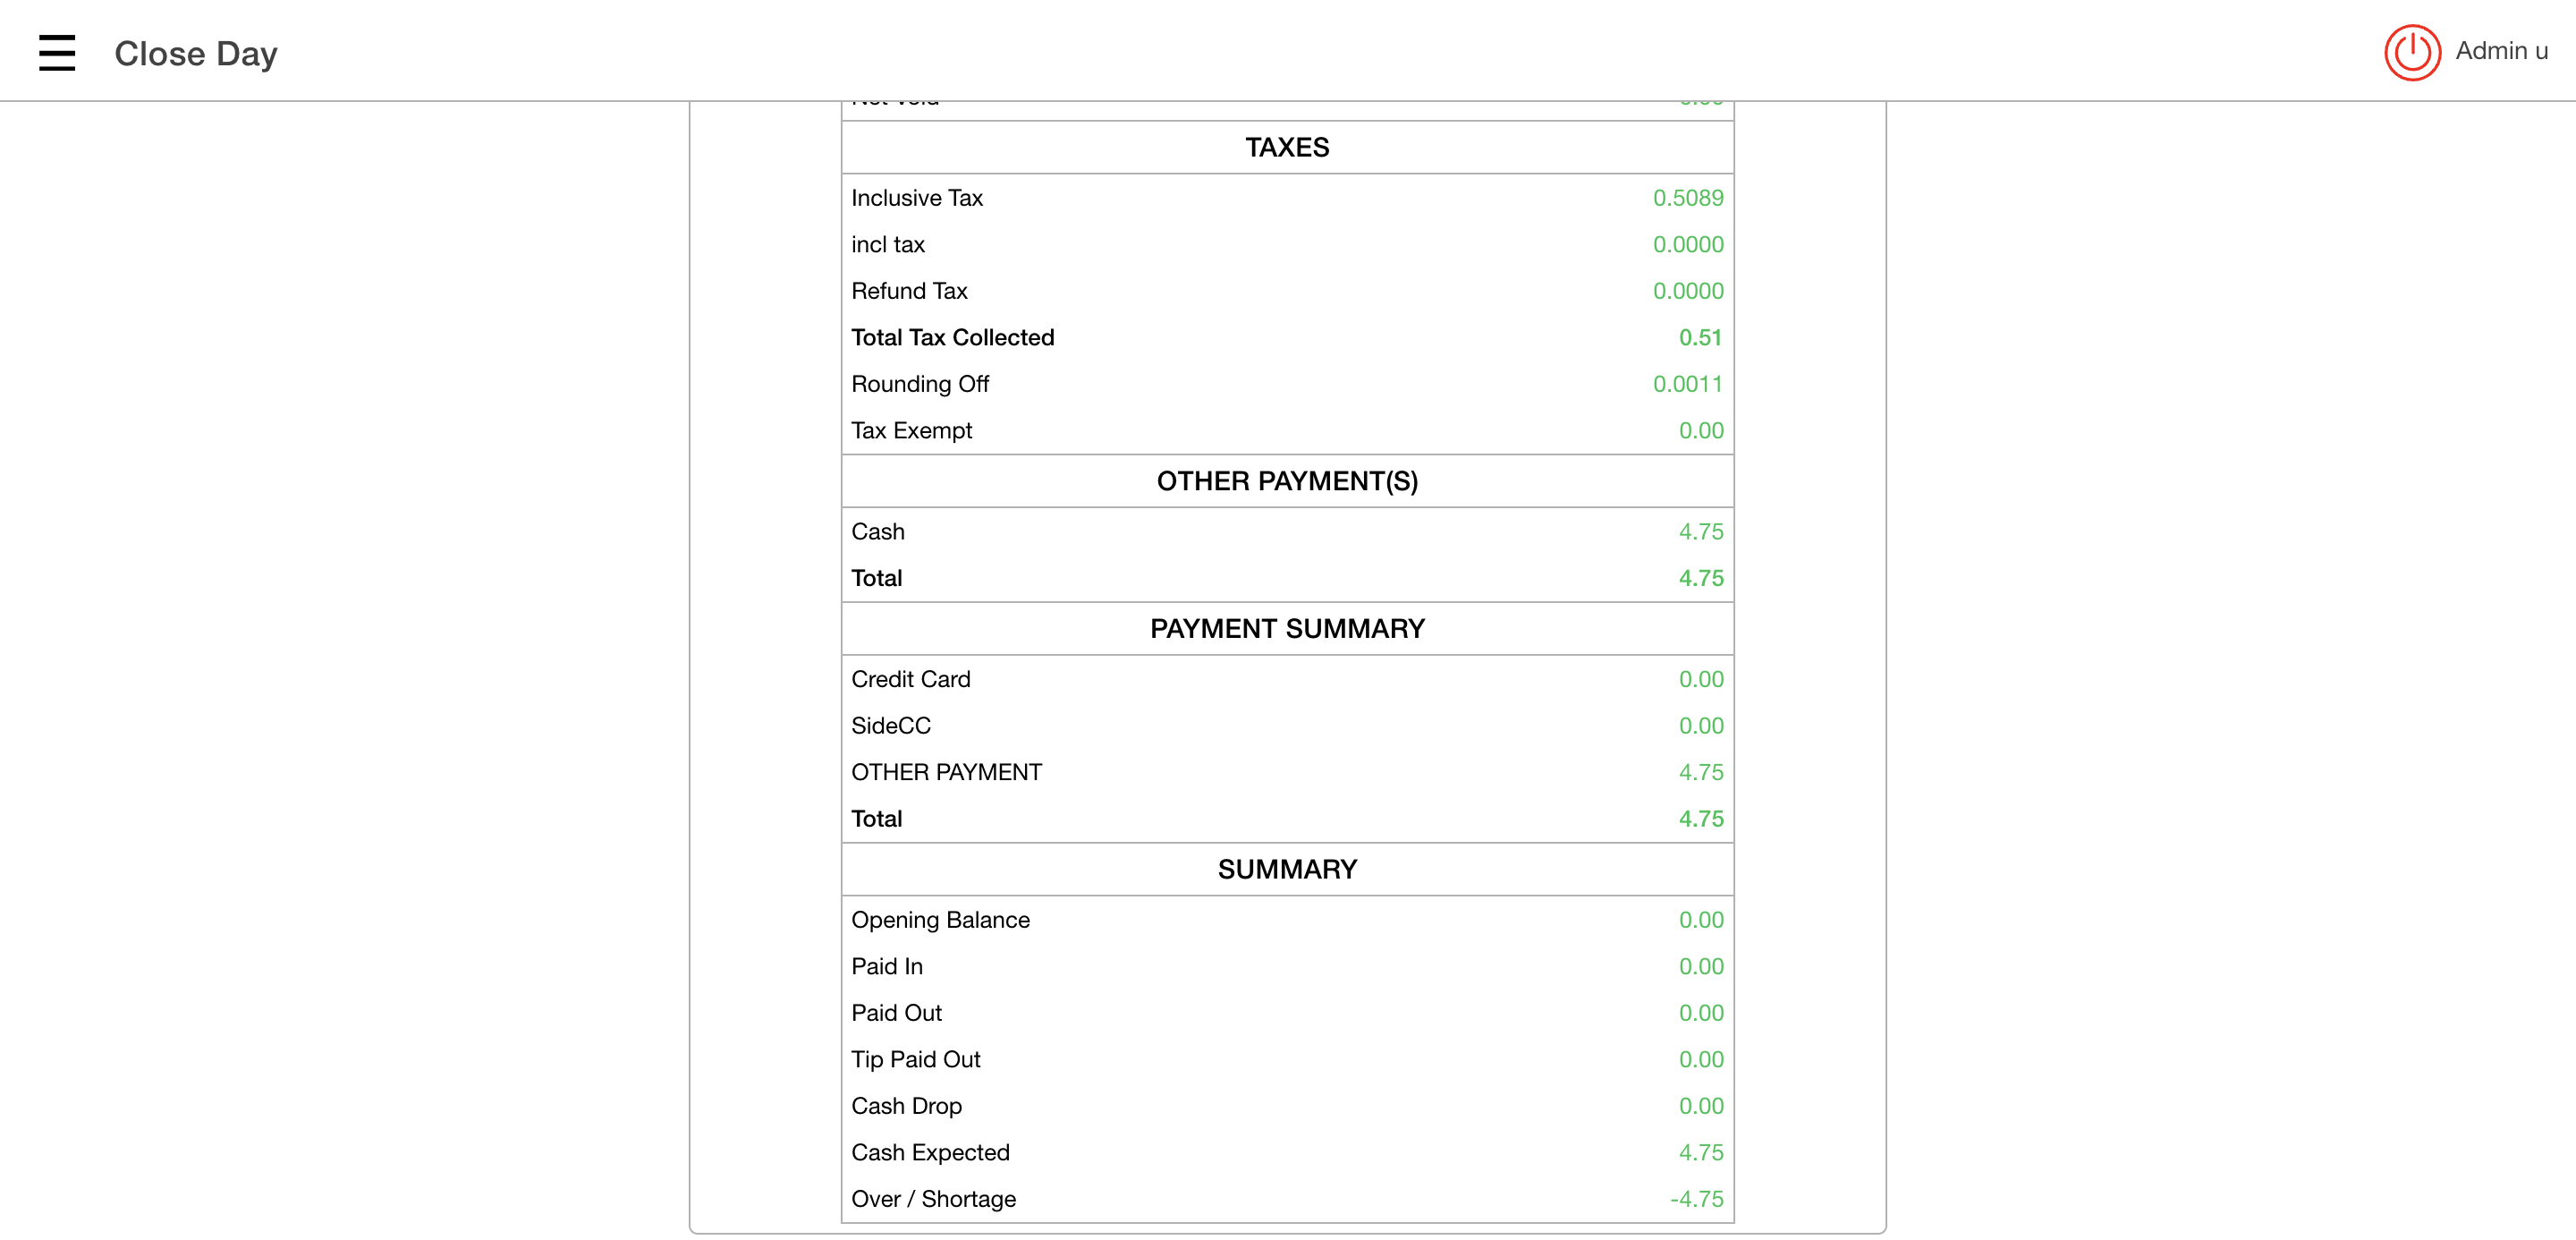 Close Day
Admin u
TAXES
Inclusive Tax 0.5089
incl tax 0.0000
Refund Tax 0.0000
Total Tax Collected 0.51
Rounding Off 0.0011
Tax Exempt 0.00
OTHER PAYMENT(S)
Cash 4.75
Total 4.75
PAYMENT SUMMARY
Credit Card 0.00
SideCC 0.00
OTHER PAYMENT 4.75
Total 4.75
SUMMARY
Opening Balance 0.00
Paid In 0.00
Paid Out 0.00
Tip Paid Out 0.00
Cash Drop 0.00
Cash Expected 4.75
Over / Shortage -4.75